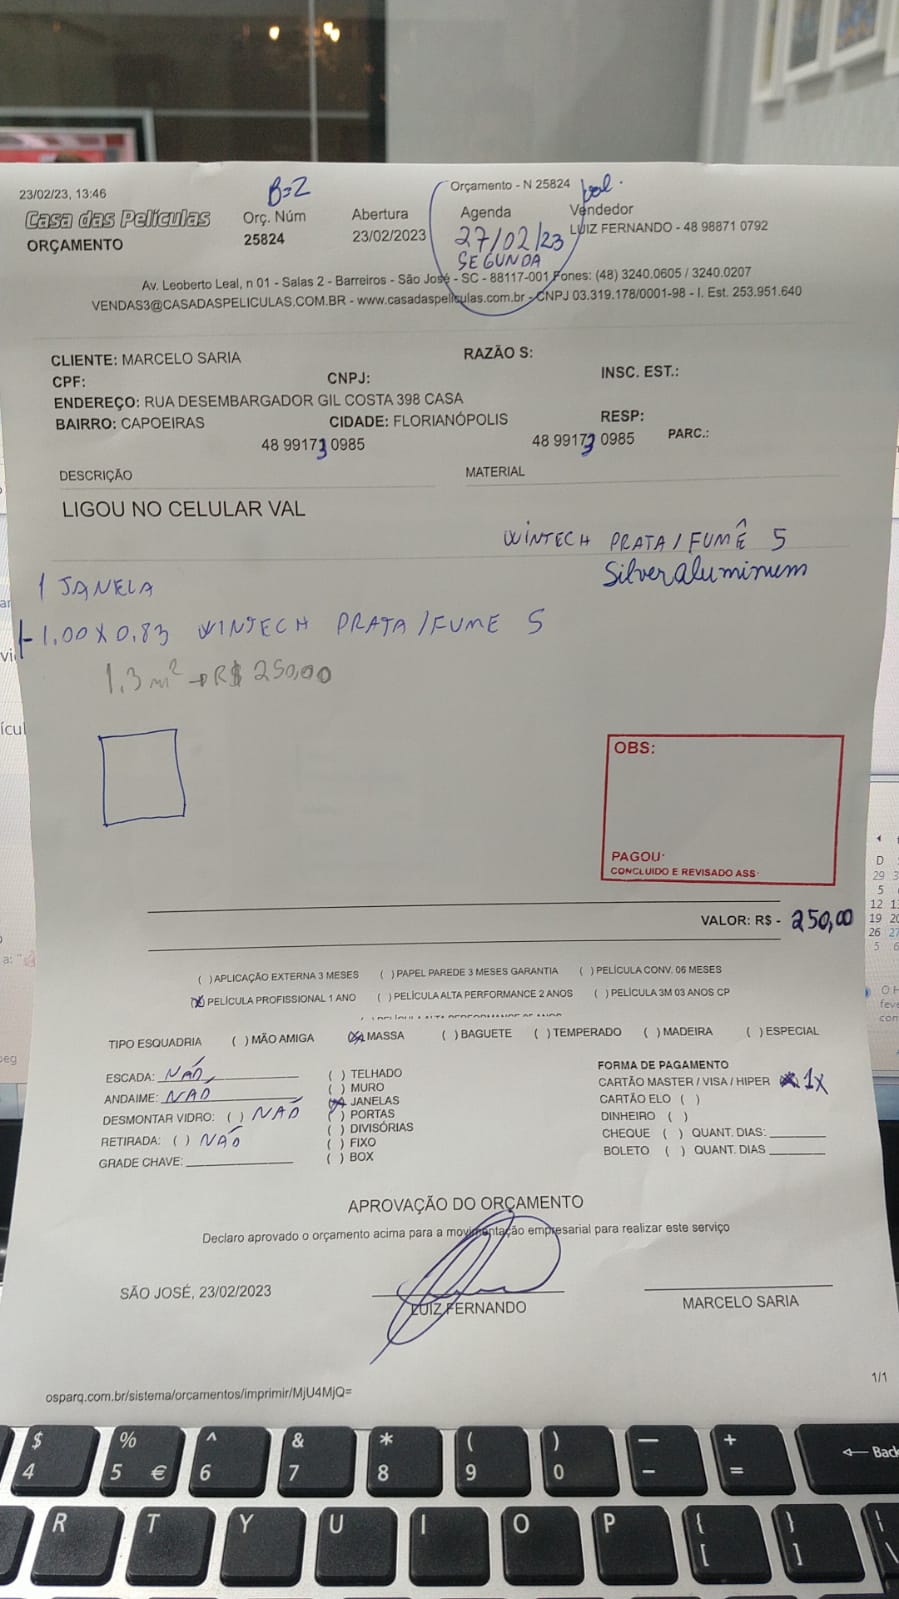 23/02/23, 13:46
B=2
Orçamento - N 25824
Val.
Casa das Películas
Orç. Núm
Abertura
Agenda
Vendedor
ORÇAMENTO
25824
23/02/2023
27/02/23
LUIZ FERNANDO - 48 98871 0792
SEGUNDA
Av. Leoberto Leal, n 01 - Salas 2 - Barreiros - São José - SC - 88117-001 Fones: (48) 3240.0605 / 3240.0207
VENDAS3@CASADASPELICULAS.COM.BR - www.casadaspeliculas.com.br - CNPJ 03.319.178/0001-98 - I. Est. 253.951.640
CLIENTE: MARCELO SARIA RAZÃO S:
CPF: CNPJ: INSC. EST.:
ENDEREÇO: RUA DESEMBARGADOR GIL COSTA 398 CASA
BAIRRO: CAPOEIRAS CIDADE: FLORIANÓPOLIS RESP:
48 99173 0985 48 99173 0985 PARC.:
DESCRIÇÃO MATERIAL
LIGOU NO CELULAR VAL
WINTECH PRATA/FUMÊ 5
Silveraluminum
1 JANELA
1-1,00X0,83 WINTECH PRATA/FUME 5
1,3 m² → R$ 250,00
OBS:
PAGOU:
CONCLUIDO E REVISADO ASS:
VALOR: R$ - 250,00
( ) APLICAÇÃO EXTERNA 3 MESES ( ) PAPEL PAREDE 3 MESES GARANTIA ( ) PELÍCULA CONV. 06 MESES
(X) PELÍCULA PROFISSIONAL 1 ANO ( ) PELÍCULA ALTA PERFORMANCE 2 ANOS ( ) PELÍCULA 3M 03 ANOS CP
TIPO ESQUADRIA ( ) MÃO AMIGA (X) MASSA ( ) BAGUETE ( ) TEMPERADO ( ) MADEIRA ( ) ESPECIAL
ESCADA: NÃO
ANDAIME: NÃO
DESMONTAR VIDRO: ( ) NÃO
RETIRADA: ( ) NÃO
GRADE CHAVE:
( ) TELHADO
( ) MURO
(X) JANELAS
( ) PORTAS
( ) DIVISÓRIAS
( ) FIXO
( ) BOX
FORMA DE PAGAMENTO
CARTÃO MASTER / VISA / HIPER (X) 1X
CARTÃO ELO ( )
DINHEIRO ( )
CHEQUE ( ) QUANT. DIAS:
BOLETO ( ) QUANT. DIAS
APROVAÇÃO DO ORÇAMENTO
Declaro aprovado o orçamento acima para a movimentação empresarial para realizar este serviço
SÃO JOSÉ, 23/02/2023
LUIZ FERNANDO
MARCELO SARIA
1/1
osparq.com.br/sistema/orcamentos/imprimir/MjU4MjQ=
$ % ^ & * ( ) — + ← Back
4 5 € 6 7 8 9 0 - =
R T Y U I O P { }
[ ]